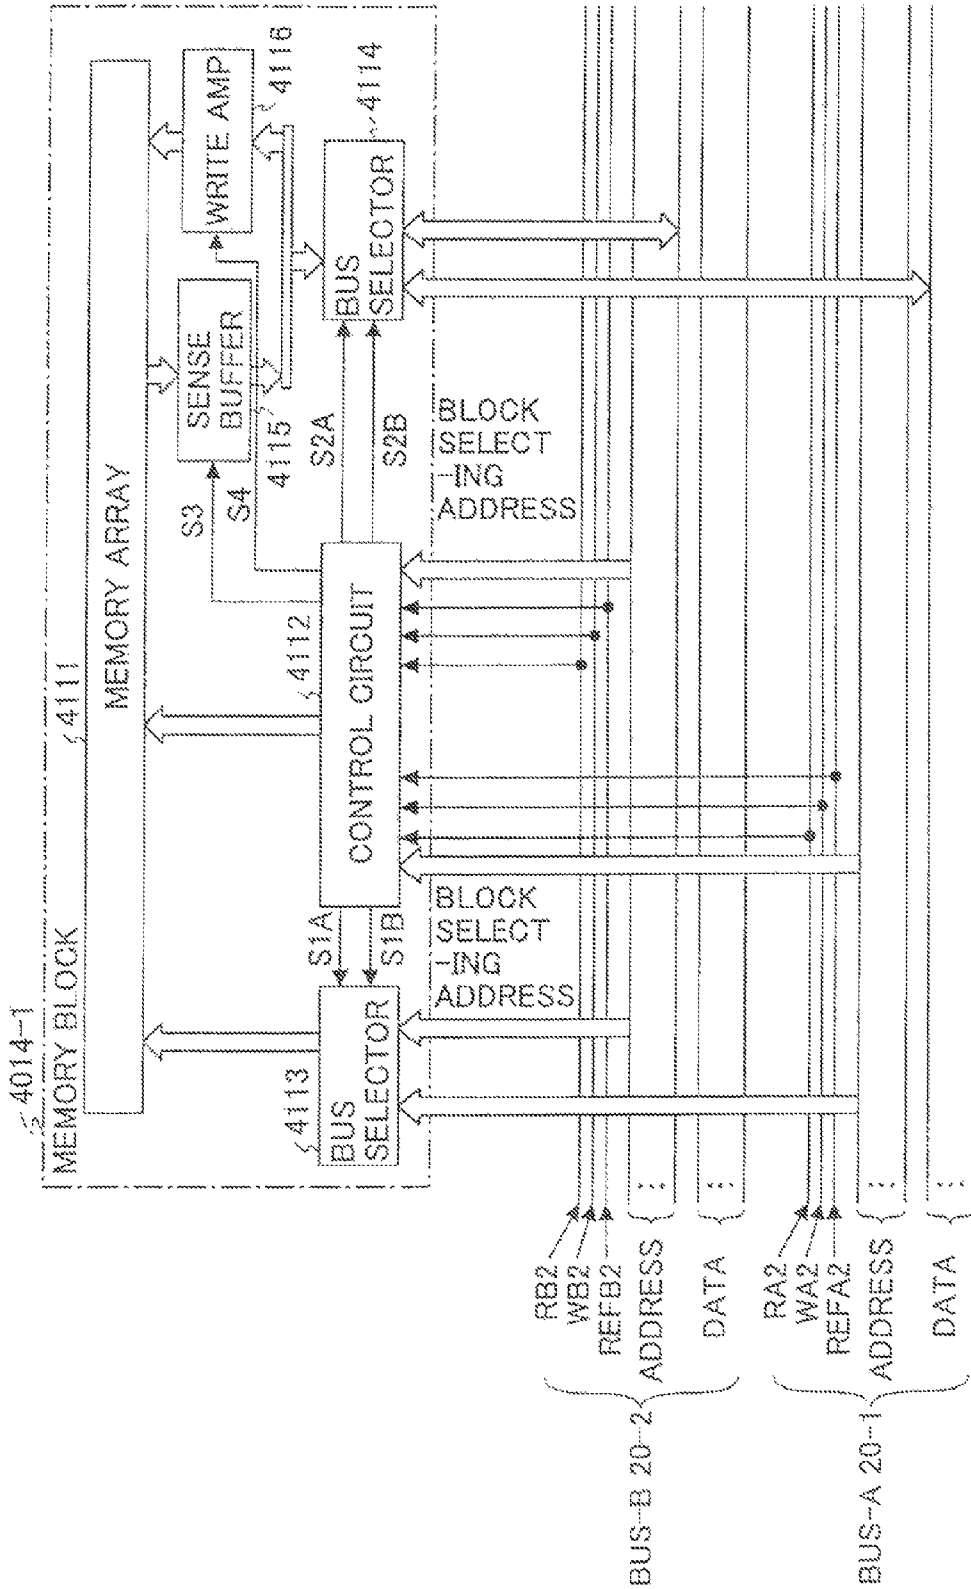 4014-1
MEMORY BLOCK
4111
MEMORY ARRAY
4113
BUS
SELECTOR
S1A
S1B
4112
CONTROL CIRCUIT
S3
S4
SENSE
BUFFER
4115
WRITE AMP
4116
S2A
S2B
BUS
SELECTOR
4114
BLOCK
SELECT
-ING
ADDRESS
BLOCK
SELECT
-ING
ADDRESS
RB2
WB2
REFB2
ADDRESS
DATA
BUS-B 20-2
RA2
WA2
REFA2
ADDRESS
DATA
BUS-A 20-1